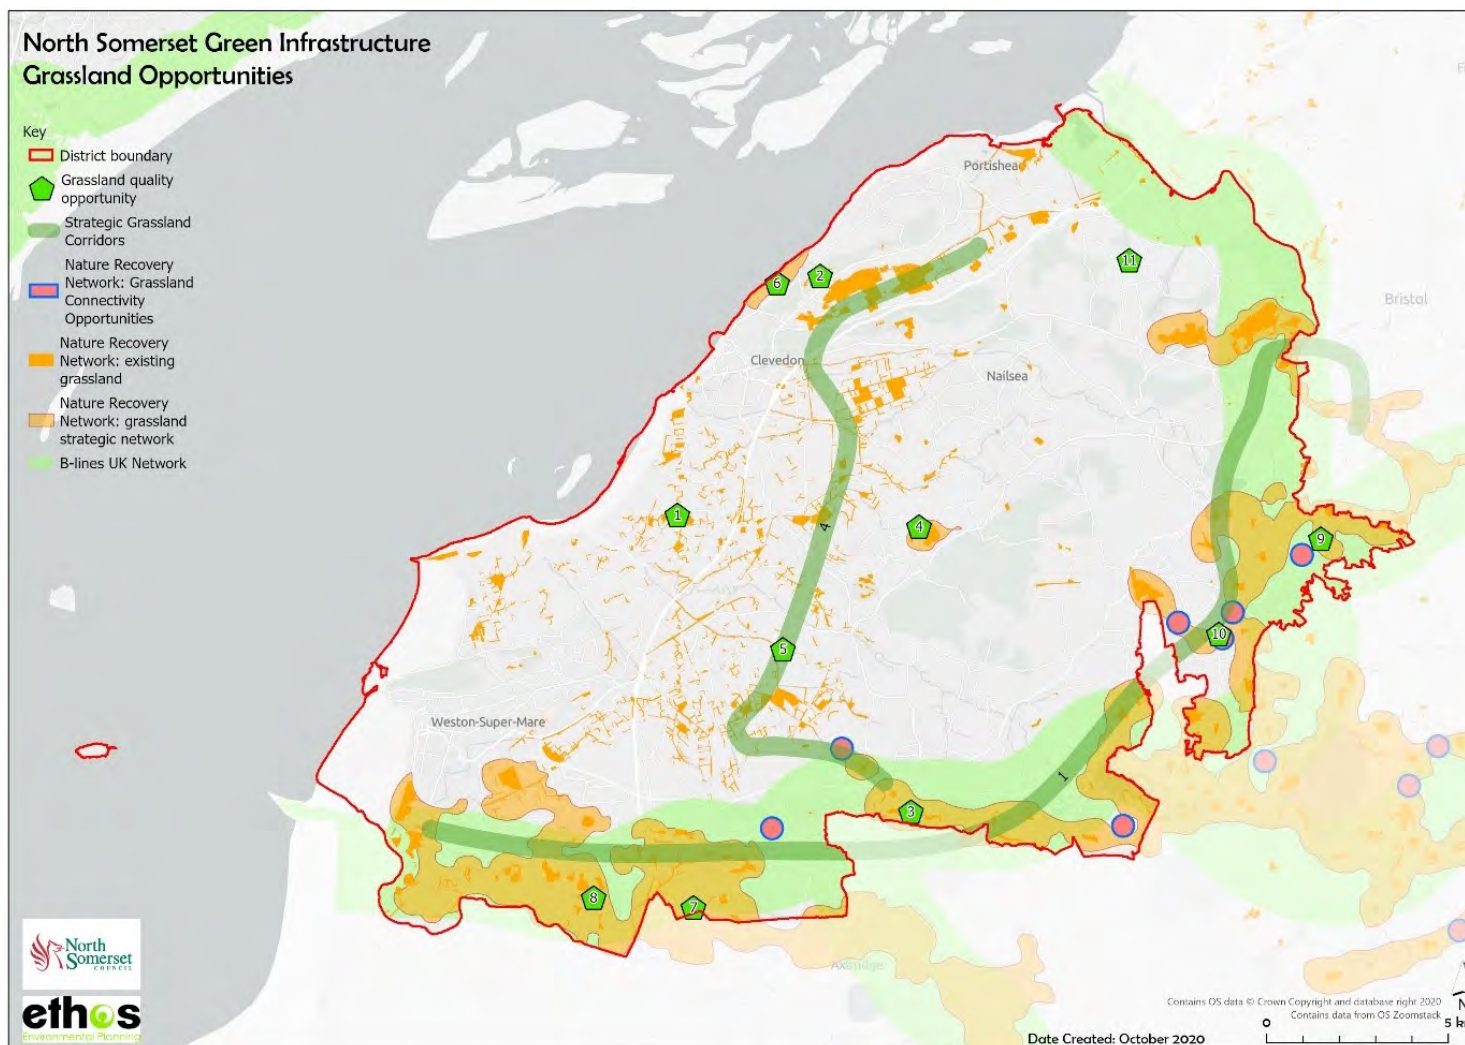 North Somerset Green Infrastructure
Grassland Opportunities
Key
District boundary
Grassland quality
opportunity
Strategic Grassland
Corridors
Nature Recovery
Network: Grassland
Connectivity
Opportunities
Nature Recovery
Network: existing
grassland
Nature Recovery
Network: grassland
strategic network
B-lines UK Network
Portishead
11
6
2
Bristol
Clevedon
Nailsea
1
4
4
9
10
5
Weston-Super-Mare
1
3
8
7
Axbridge
North
Somerset
COUNCIL
ethos
Environmental Planning
Contains OS data © Crown Copyright and database right 2020
Contains data from OS Zoomstack
Date Created: October 2020
0
5
N